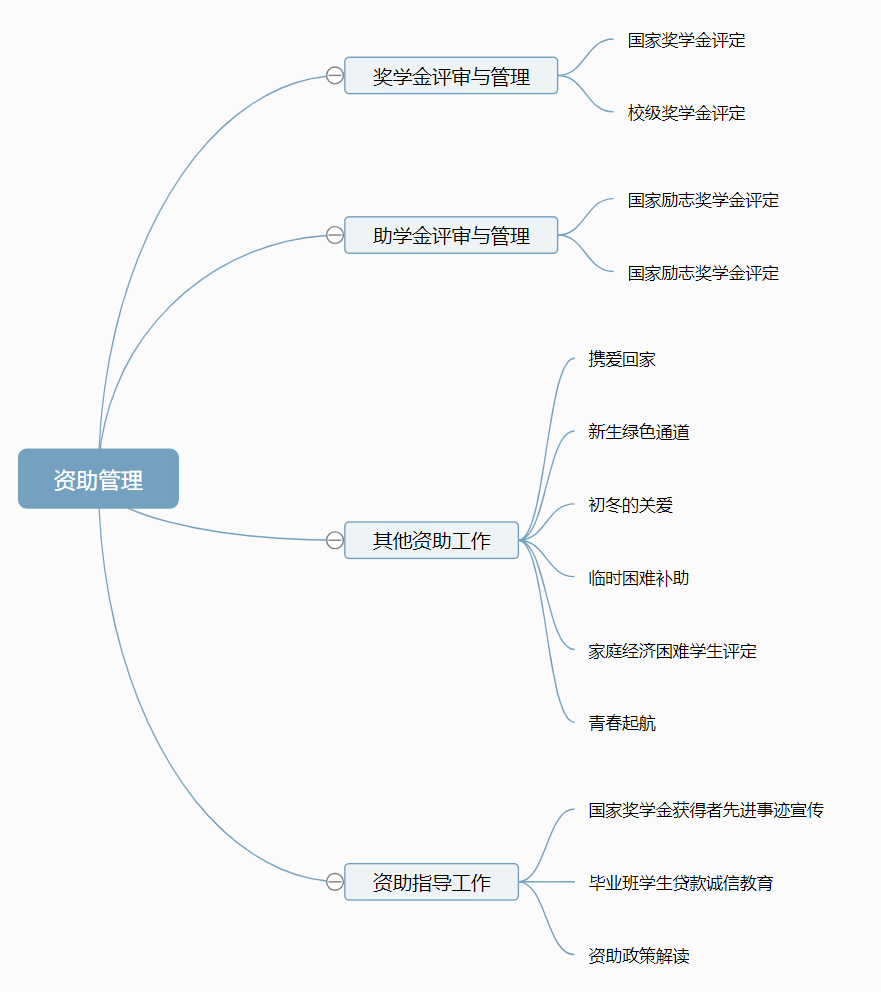 资助管理
奖学金评审与管理
国家奖学金评定
校级奖学金评定
助学金评审与管理
国家励志奖学金评定
国家励志奖学金评定
其他资助工作
携爱回家
新生绿色通道
初冬的关爱
临时困难补助
家庭经济困难学生评定
青春起航
资助指导工作
国家奖学金获得者先进事迹宣传
毕业班学生贷款诚信教育
资助政策解读